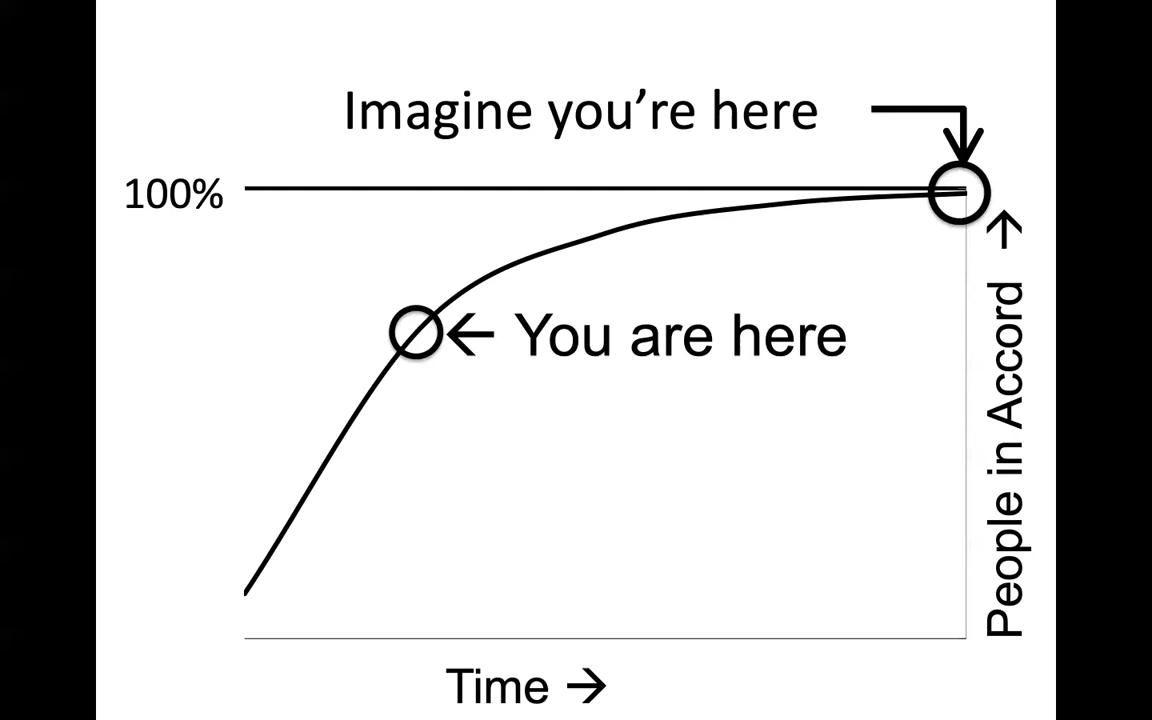 Imagine you're here
100%
← You are here
People in Accord →
Time →